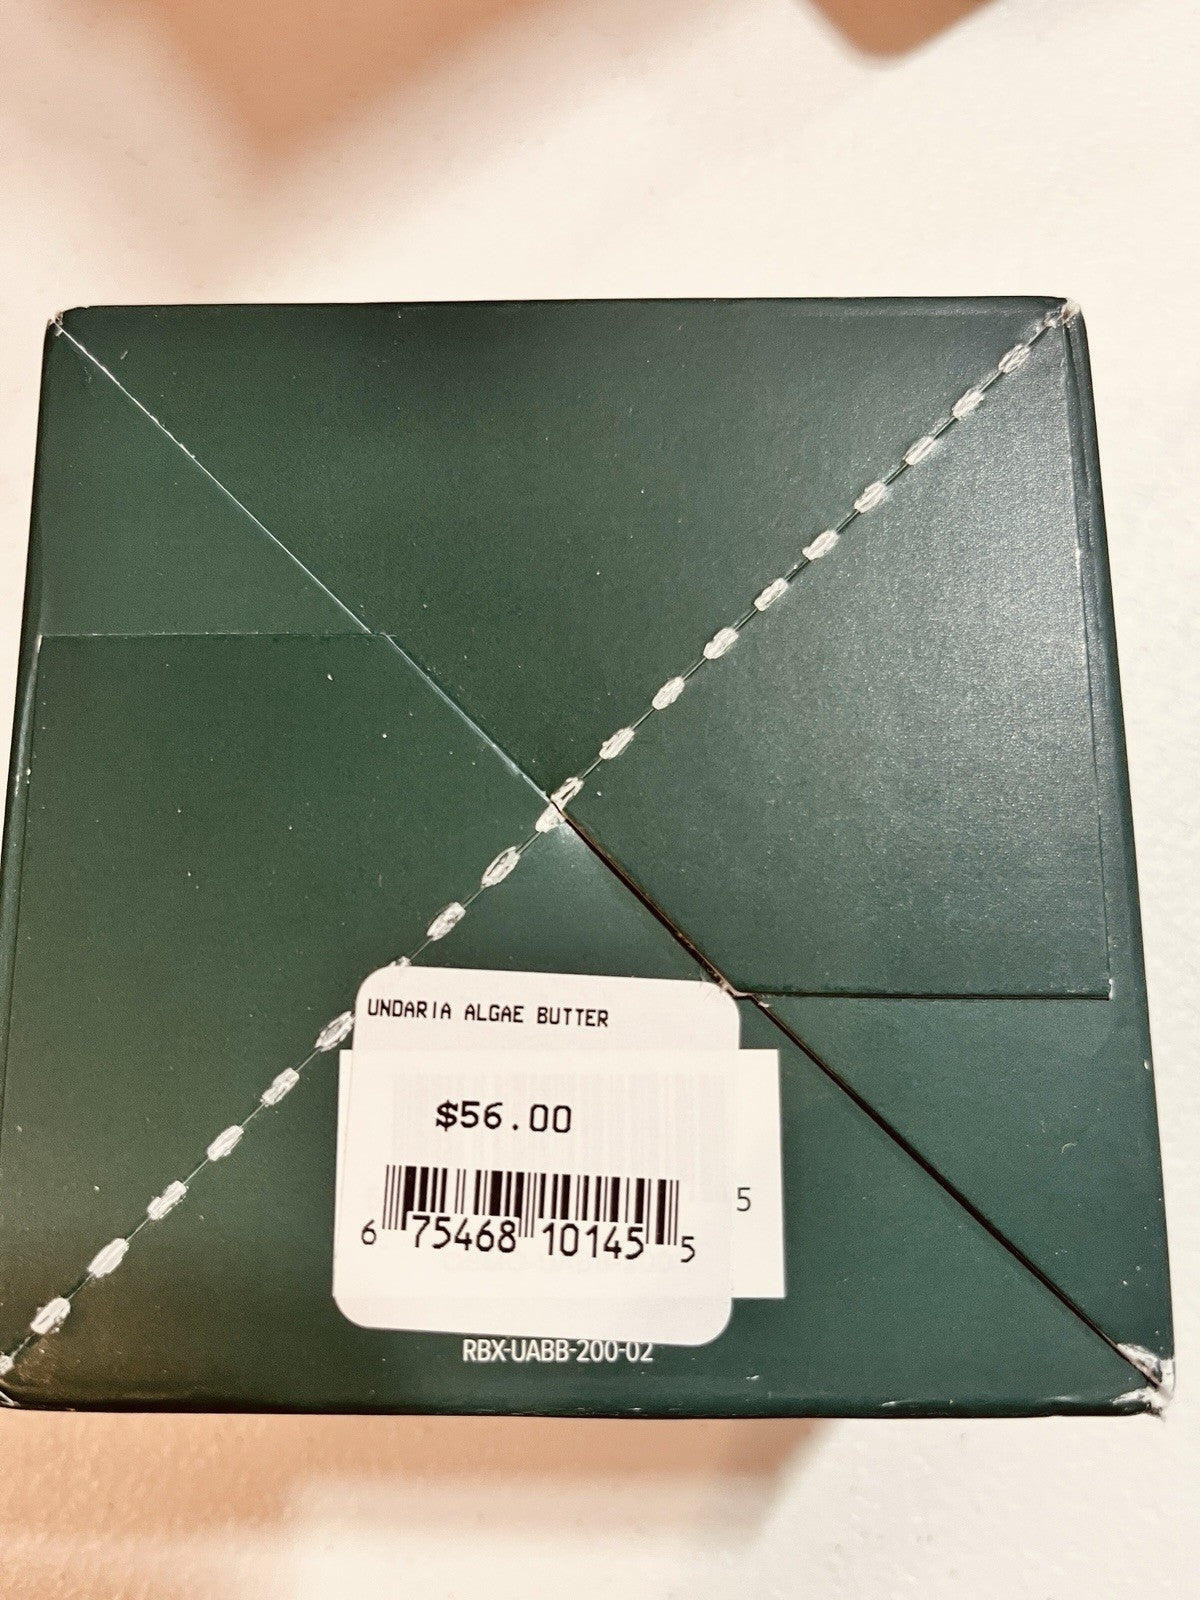 UNDARIA ALGAE BUTTER
$56.00
5
6 75468 10145 5
RBX-UABB-200-02